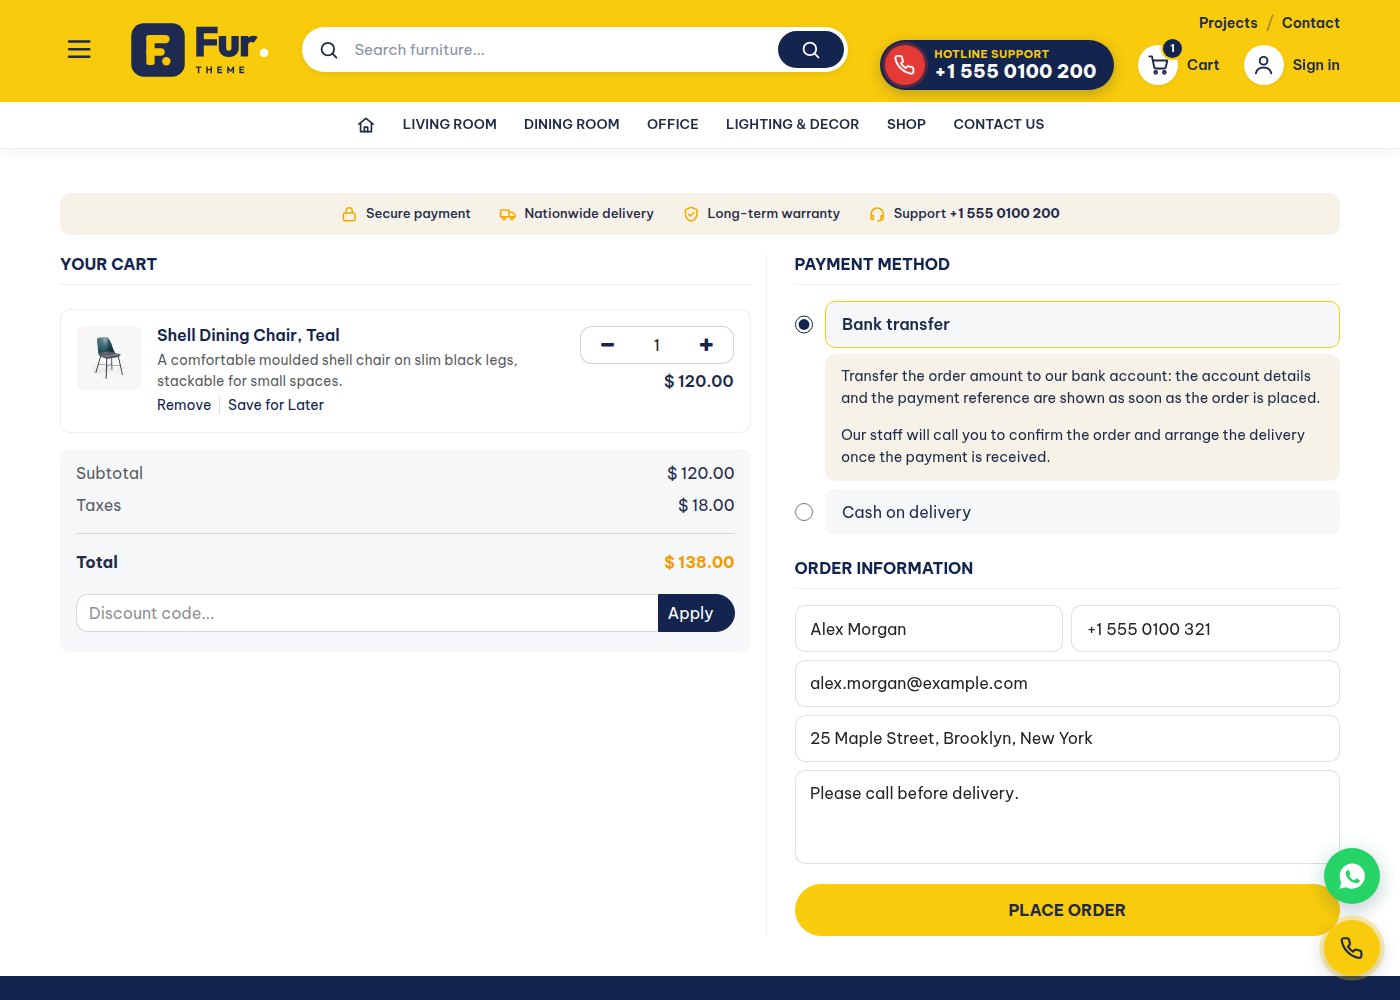 Projects / Contact
F. Fur.
THEME
Search furniture...
HOTLINE SUPPORT
+1 555 0100 200
1
Cart
Sign in
LIVING ROOM DINING ROOM OFFICE LIGHTING & DECOR SHOP CONTACT US
Secure payment Nationwide delivery Long-term warranty Support +1 555 0100 200
YOUR CART
Shell Dining Chair, Teal
A comfortable moulded shell chair on slim black legs,
stackable for small spaces.
Remove Save for Later
1
$ 120.00
Subtotal $ 120.00
Taxes $ 18.00
Total $ 138.00
Discount code... Apply
PAYMENT METHOD
Bank transfer
Transfer the order amount to our bank account: the account details
and the payment reference are shown as soon as the order is placed.
Our staff will call you to confirm the order and arrange the delivery
once the payment is received.
Cash on delivery
ORDER INFORMATION
Alex Morgan +1 555 0100 321
alex.morgan@example.com
25 Maple Street, Brooklyn, New York
Please call before delivery.
PLACE ORDER